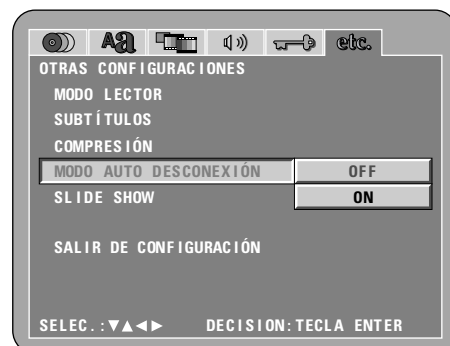 Aa etc.
OTRAS CONFIGURACIONES
MODO LECTOR
SUBTÍTULOS
COMPRESIÓN
MODO AUTO DESCONEXIÓN OFF
SLIDE SHOW ON
SALIR DE CONFIGURACIÓN
SELEC.:▼▲◀▶ DECISION:TECLA ENTER